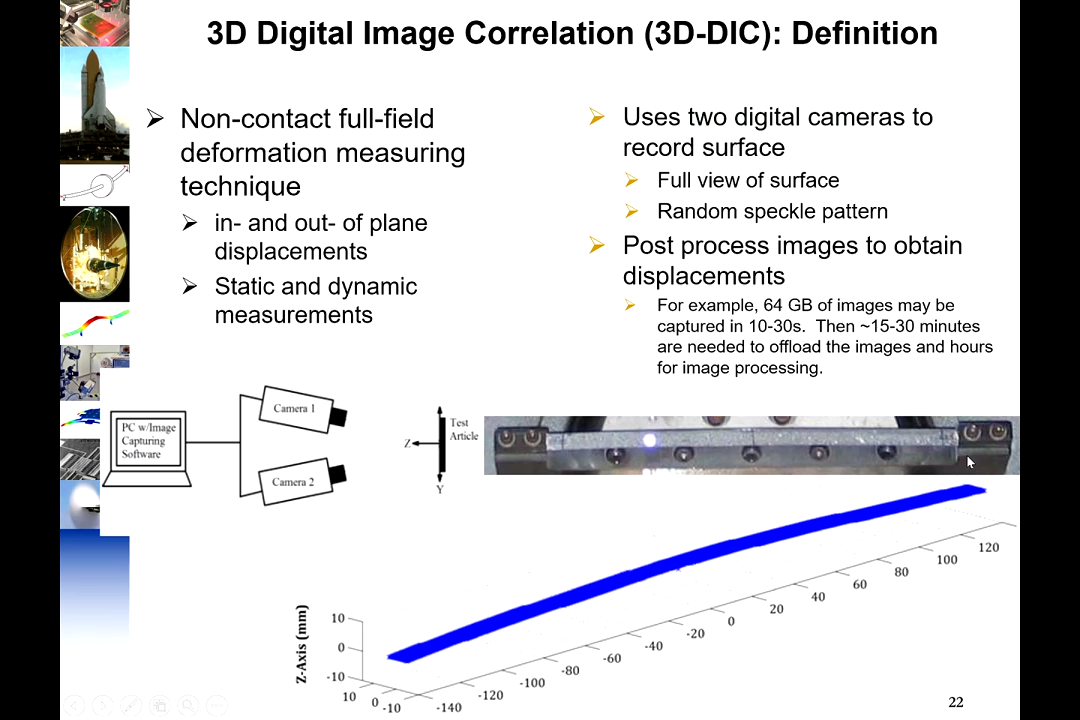 3D Digital Image Correlation (3D-DIC): Definition
Non-contact full-field
deformation measuring
technique
in- and out- of plane
displacements
Static and dynamic
measurements
Uses two digital cameras to
record surface
Full view of surface
Random speckle pattern
Post process images to obtain
displacements
For example, 64 GB of images may be
captured in 10-30s. Then ~15-30 minutes
are needed to offload the images and hours
for image processing.
PC w/Image
Capturing
Software
Camera 1
Camera 2
Test
Article
Z
Y
Z-Axis (mm)
10
0
-10
10
0
-10
-140
-120
-100
-80
-60
-40
-20
0
20
40
60
80
100
120
22